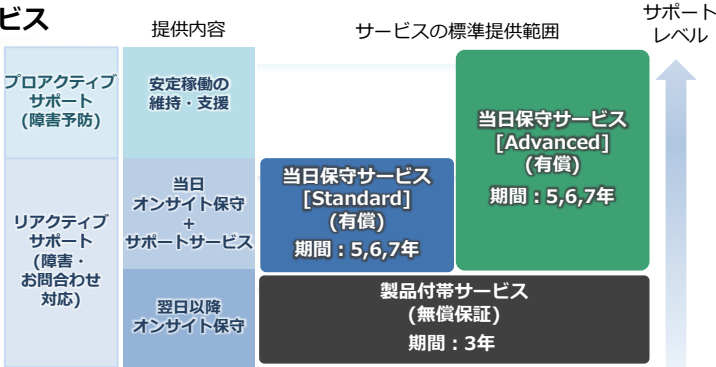 ビス
提供内容
サービスの標準提供範囲
サポート
レベル
プロアクティブ
サポート
(障害予防)
安定稼働の
維持・支援
当日保守サービス
[Advanced]
(有償)
期間：5,6,7年
リアクティブ
サポート
(障害・
お問合わせ
対応)
当日
オンサイト保守
+
サポートサービス
当日保守サービス
[Standard]
(有償)
期間：5,6,7年
翌日以降
オンサイト保守
製品付帯サービス
(無償保証)
期間：3年